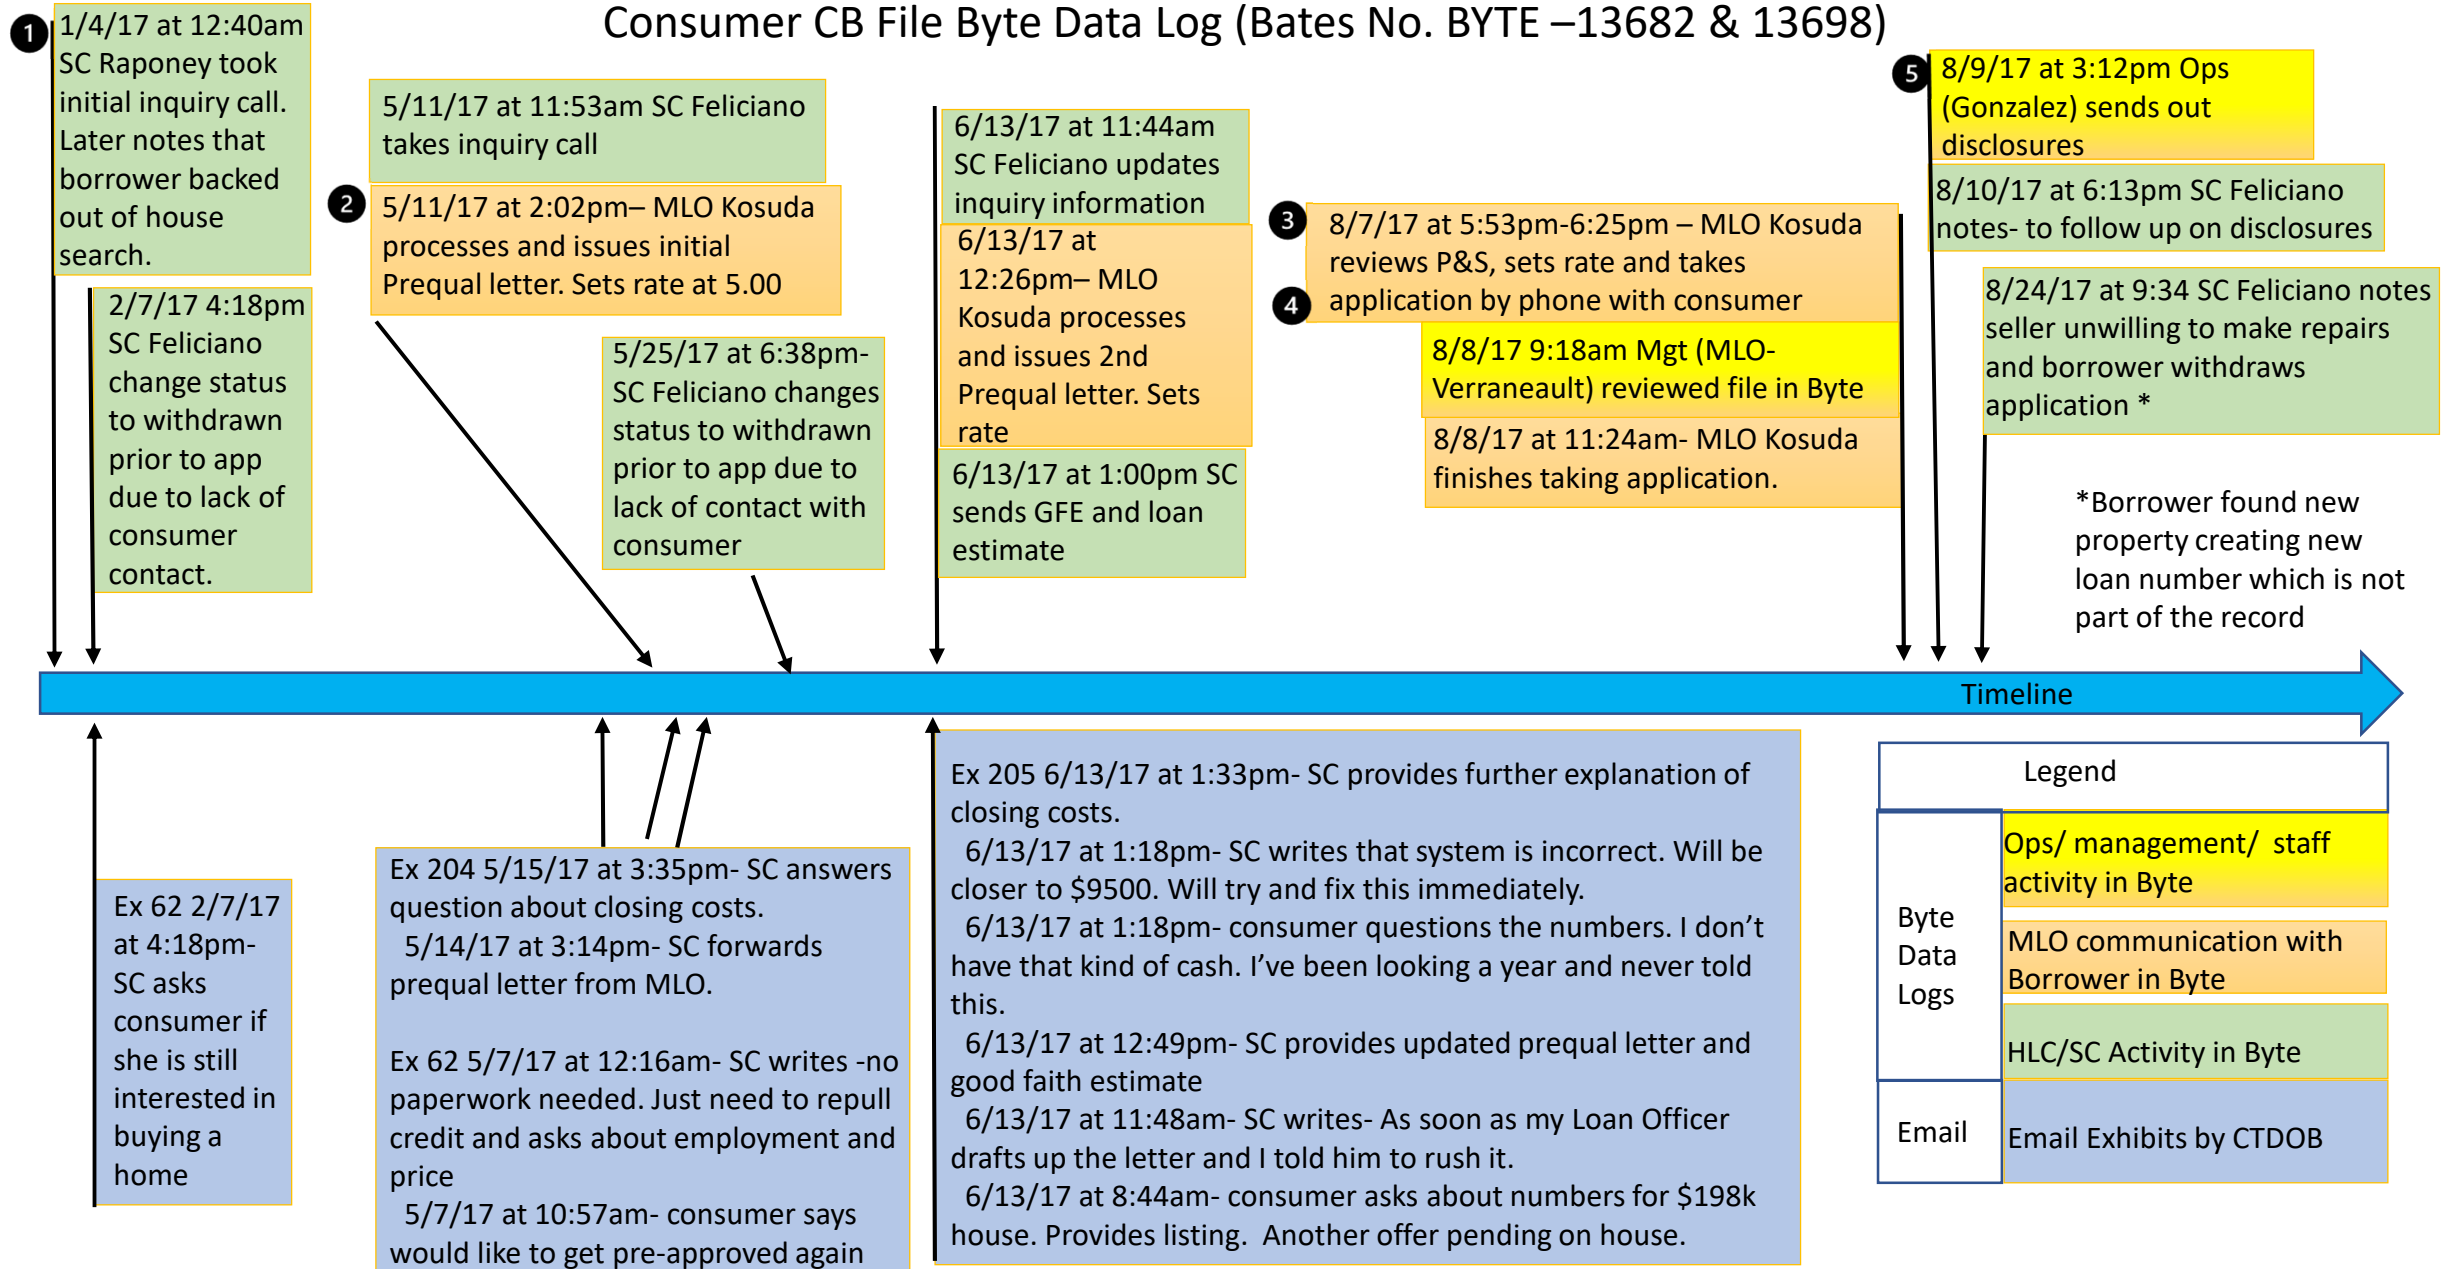 Consumer CB File Byte Data Log (Bates No. BYTE –13682 & 13698)
1
1/4/17 at 12:40am
SC Raponey took
initial inquiry call.
Later notes that
borrower backed
out of house
search.
2/7/17 4:18pm
SC Feliciano
change status
to withdrawn
prior to app
due to lack of
consumer
contact.
5/11/17 at 11:53am SC Feliciano
takes inquiry call
2
5/11/17 at 2:02pm– MLO Kosuda
processes and issues initial
Prequal letter. Sets rate at 5.00
5/25/17 at 6:38pm-
SC Feliciano changes
status to withdrawn
prior to app due to
lack of contact with
consumer
6/13/17 at 11:44am
SC Feliciano updates
inquiry information
6/13/17 at
12:26pm– MLO
Kosuda processes
and issues 2nd
Prequal letter. Sets
rate
6/13/17 at 1:00pm SC
sends GFE and loan
estimate
3
4
8/7/17 at 5:53pm-6:25pm – MLO Kosuda
reviews P&S, sets rate and takes
application by phone with consumer
8/8/17 9:18am Mgt (MLO-
Verraneault) reviewed file in Byte
8/8/17 at 11:24am- MLO Kosuda
finishes taking application.
5
8/9/17 at 3:12pm Ops
(Gonzalez) sends out
disclosures
8/10/17 at 6:13pm SC Feliciano
notes- to follow up on disclosures
8/24/17 at 9:34 SC Feliciano notes
seller unwilling to make repairs
and borrower withdraws
application *
*Borrower found new
property creating new
loan number which is not
part of the record
Timeline
Ex 62 2/7/17
at 4:18pm-
SC asks
consumer if
she is still
interested in
buying a
home
Ex 204 5/15/17 at 3:35pm- SC answers
question about closing costs.
5/14/17 at 3:14pm- SC forwards
prequal letter from MLO.
Ex 62 5/7/17 at 12:16am- SC writes -no
paperwork needed. Just need to repull
credit and asks about employment and
price
5/7/17 at 10:57am- consumer says
would like to get pre-approved again
Ex 205 6/13/17 at 1:33pm- SC provides further explanation of
closing costs.
6/13/17 at 1:18pm- SC writes that system is incorrect. Will be
closer to $9500. Will try and fix this immediately.
6/13/17 at 1:18pm- consumer questions the numbers. I don’t
have that kind of cash. I’ve been looking a year and never told
this.
6/13/17 at 12:49pm- SC provides updated prequal letter and
good faith estimate
6/13/17 at 11:48am- SC writes- As soon as my Loan Officer
drafts up the letter and I told him to rush it.
6/13/17 at 8:44am- consumer asks about numbers for $198k
house. Provides listing. Another offer pending on house.
Legend
Byte
Data
Logs
Ops/ management/ staff
activity in Byte
MLO communication with
Borrower in Byte
HLC/SC Activity in Byte
Email
Email Exhibits by CTDOB